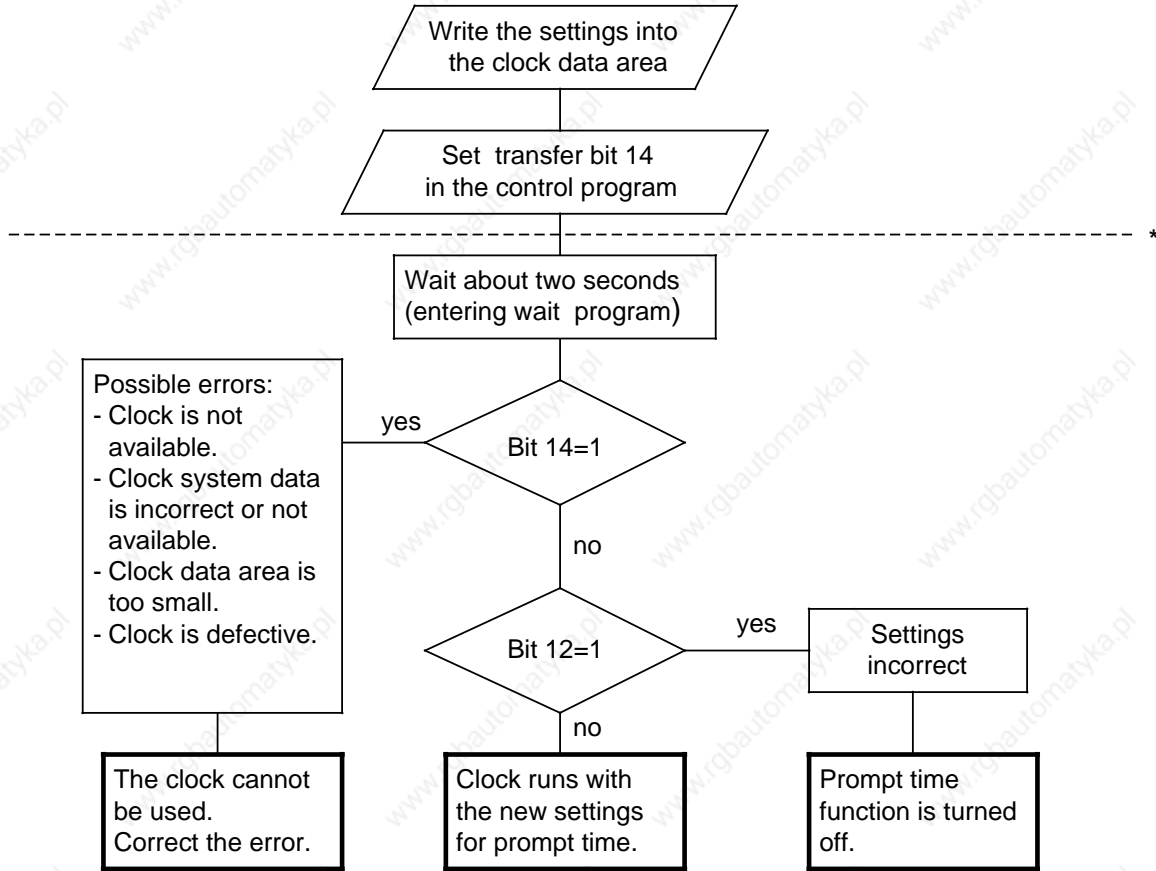 Write the settings into
the clock data area
Set transfer bit 14
in the control program
*
Wait about two seconds
(entering wait program)
Possible errors:
- Clock is not
available.
- Clock system data
is incorrect or not
available.
- Clock data area is
too small.
- Clock is defective.
yes
Bit 14=1
no
Bit 12=1
yes
Settings
incorrect
no
The clock cannot
be used.
Correct the error.
Clock runs with
the new settings
for prompt time.
Prompt time
function is turned
off.
www.rgbautomatyka.pl